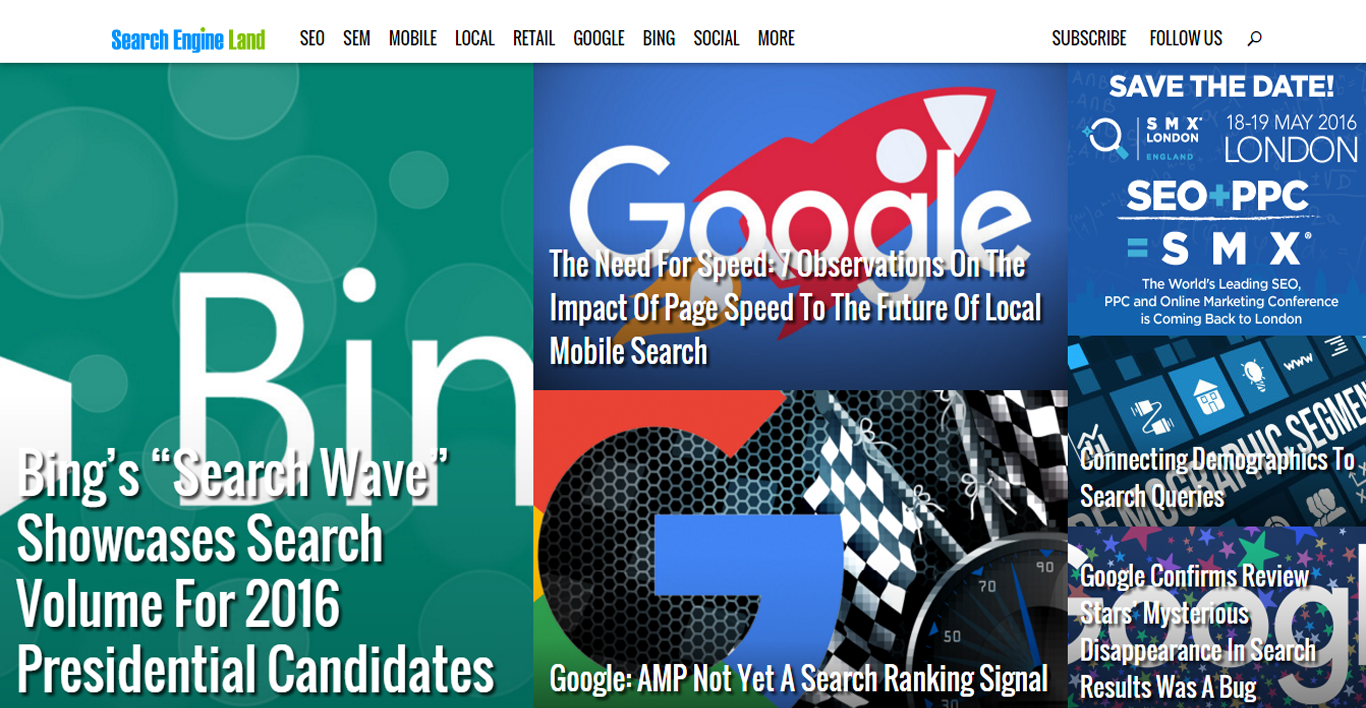 Search Engine Land
SEO SEM MOBILE LOCAL RETAIL GOOGLE BING SOCIAL MORE
SUBSCRIBE FOLLOW US
Bin
Bing's “Search Wave”
Showcases Search
Volume For 2016
Presidential Candidates
Google
The Need For Speed: 7 Observations On The
Impact Of Page Speed To The Future Of Local
Mobile Search
70
90
50
30
Google: AMP Not Yet A Search Ranking Signal
SAVE THE DATE!
SMX®
LONDON
ENGLAND
18-19 MAY 2016
LONDON
SEO+PPC
=SMX®
The World's Leading SEO,
PPC and Online Marketing Conference
is Coming Back to London
www
DEMOGRAPHIC SEGMEN
Connecting Demographics To
Search Queries
Google Confirms Review
Stars’ Mysterious
Disappearance In Search
Results Was A Bug